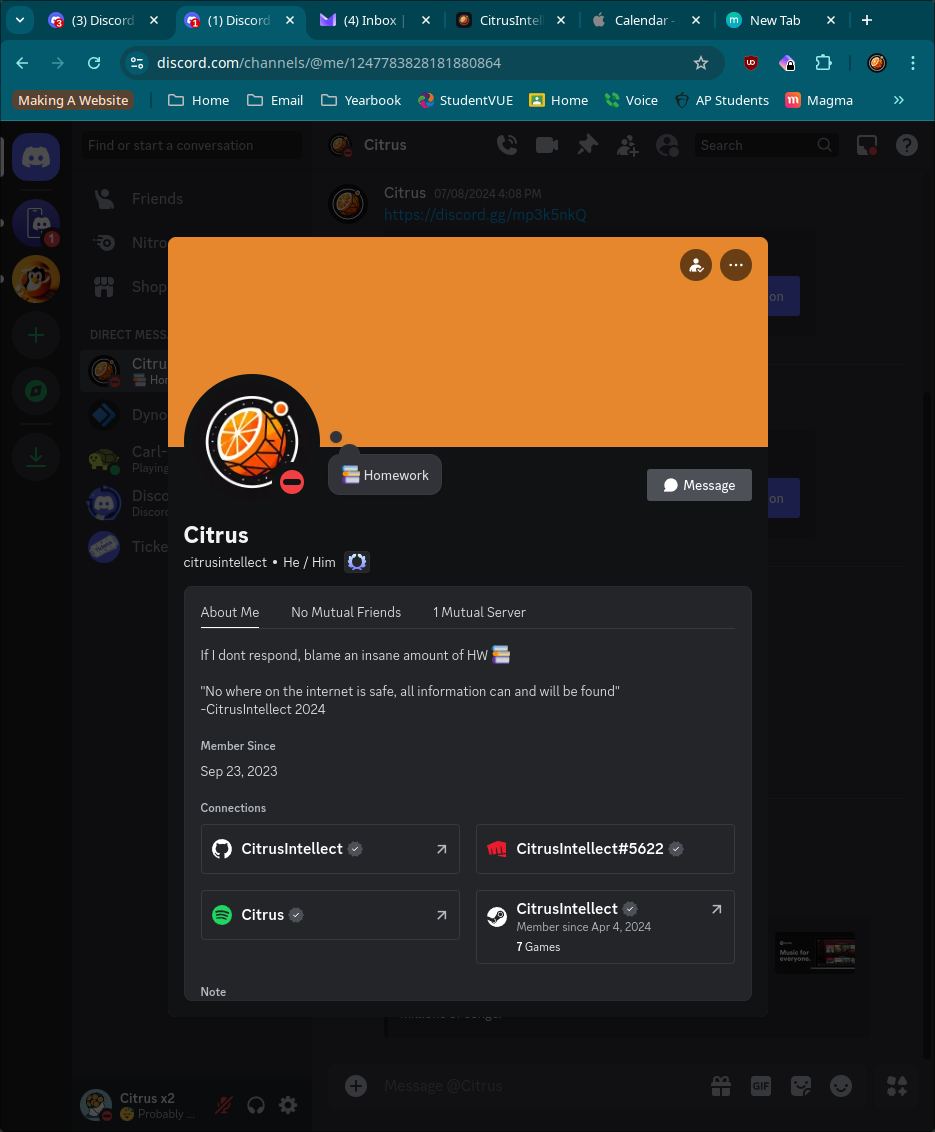 (3) Discord
(1) Discord
(4) Inbox |
CitrusIntell
Calendar -
New Tab
discord.com/channels/@me/1247783828181880864
Making A Website
Home
Email
Yearbook
StudentVUE
Home
Voice
AP Students
Magma
Find or start a conversation
Citrus
Search
Friends
Nitro
Shop
DIRECT MESS
Citru
Hor
Dyno
Carl-
Playing
Disco
Discord
Ticke
1
Citrus 07/08/2024 4:08 PM
https://discord.gg/mp3k5nkQ
on
on
Homework
Message
Citrus
citrusintellect • He / Him
About Me
No Mutual Friends
1 Mutual Server
If I dont respond, blame an insane amount of HW
"No where on the internet is safe, all information can and will be found"
-CitrusIntellect 2024
Member Since
Sep 23, 2023
Connections
CitrusIntellect
CitrusIntellect#5622
Citrus
CitrusIntellect
Member since Apr 4, 2024
7 Games
Note
Music for
everyone.
Message @Citrus
GIF
Citrus x2
Probably ...